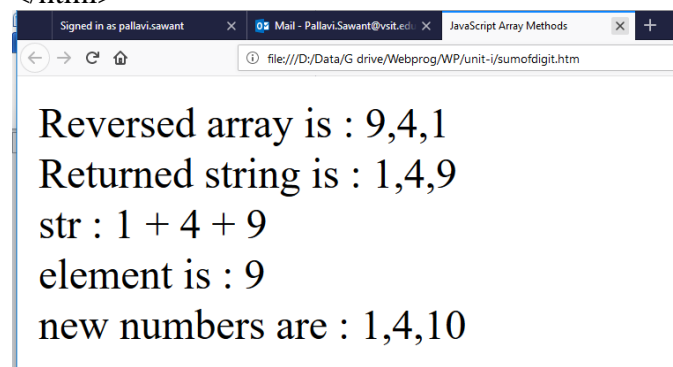 </html>
Signed in as pallavi.sawant
Mail - Pallavi.Sawant@vsit.edu
JavaScript Array Methods
file:///D:/Data/G drive/Webprog/WP/unit-i/sumofdigit.htm
Reversed array is : 9,4,1
Returned string is : 1,4,9
str : 1 + 4 + 9
element is : 9
new numbers are : 1,4,10